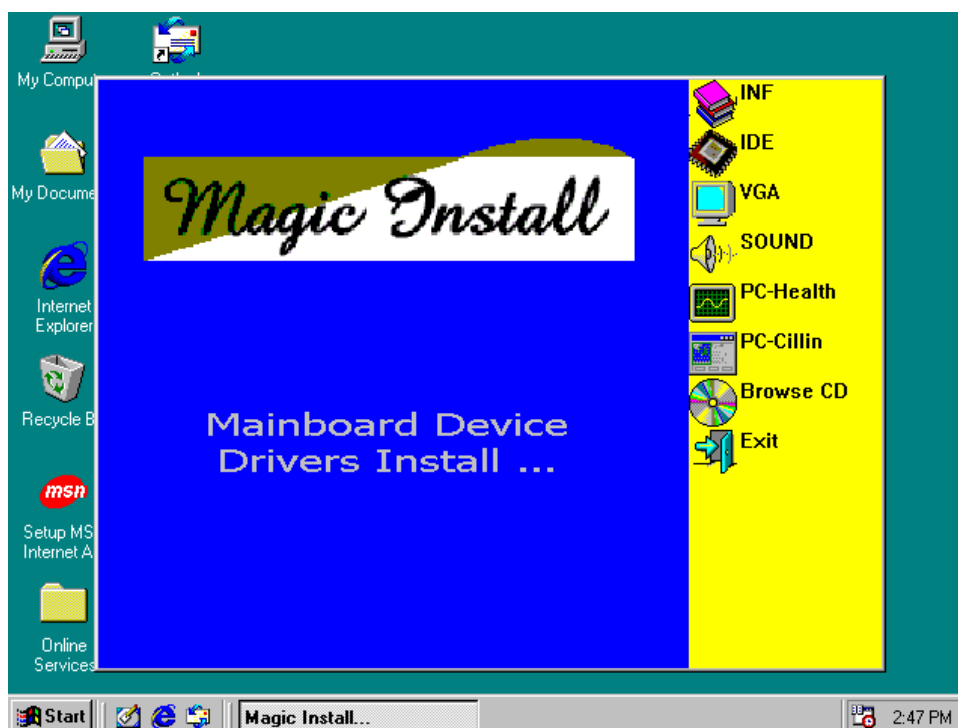 My Compu
My Docume
Internet
Explorer
Recycle B
msn
Setup MS
Internet A
Online
Services
Magic Install
Mainboard Device
Drivers Install ...
INF
IDE
VGA
SOUND
PC-Health
PC-Cillin
Browse CD
Exit
Start
Magic Install...
2:47 PM